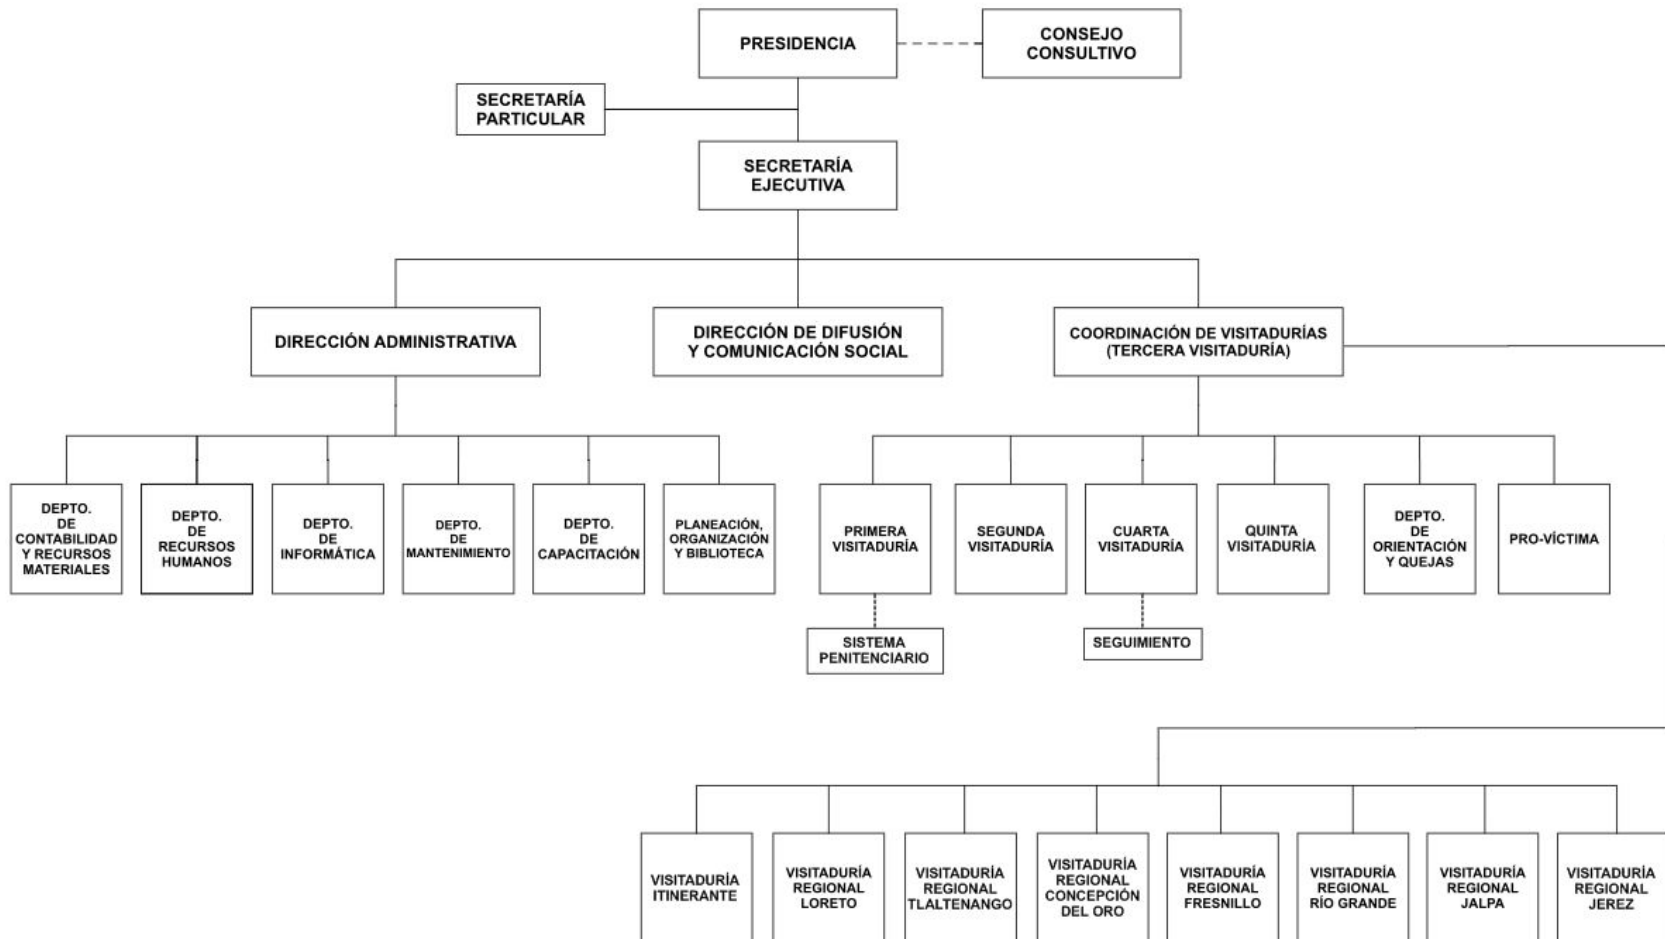 PRESIDENCIA
CONSEJO
CONSULTIVO
SECRETARÍA
PARTICULAR
SECRETARÍA
EJECUTIVA
DIRECCIÓN ADMINISTRATIVA
DIRECCIÓN DE DIFUSIÓN
Y COMUNICACIÓN SOCIAL
COORDINACIÓN DE VISITADURÍAS
(TERCERA VISITADURÍA)
DEPTO.
DE
CONTABILIDAD
Y RECURSOS
MATERIALES
DEPTO.
DE
RECURSOS
HUMANOS
DEPTO.
DE
INFORMÁTICA
DEPTO.
DE
MANTENIMIENTO
DEPTO.
DE
CAPACITACIÓN
PLANEACIÓN,
ORGANIZACIÓN
Y BIBLIOTECA
PRIMERA
VISITADURÍA
SEGUNDA
VISITADURÍA
CUARTA
VISITADURÍA
QUINTA
VISITADURÍA
DEPTO.
DE
ORIENTACIÓN
Y QUEJAS
PRO-VÍCTIMA
SISTEMA
PENITENCIARIO
SEGUIMIENTO
VISITADURÍA
ITINERANTE
VISITADURÍA
REGIONAL
LORETO
VISITADURÍA
REGIONAL
TLALTENANGO
VISITADURÍA
REGIONAL
CONCEPCIÓN
DEL ORO
VISITADURÍA
REGIONAL
FRESNILLO
VISITADURÍA
REGIONAL
RÍO GRANDE
VISITADURÍA
REGIONAL
JALPA
VISITADURÍA
REGIONAL
JEREZ